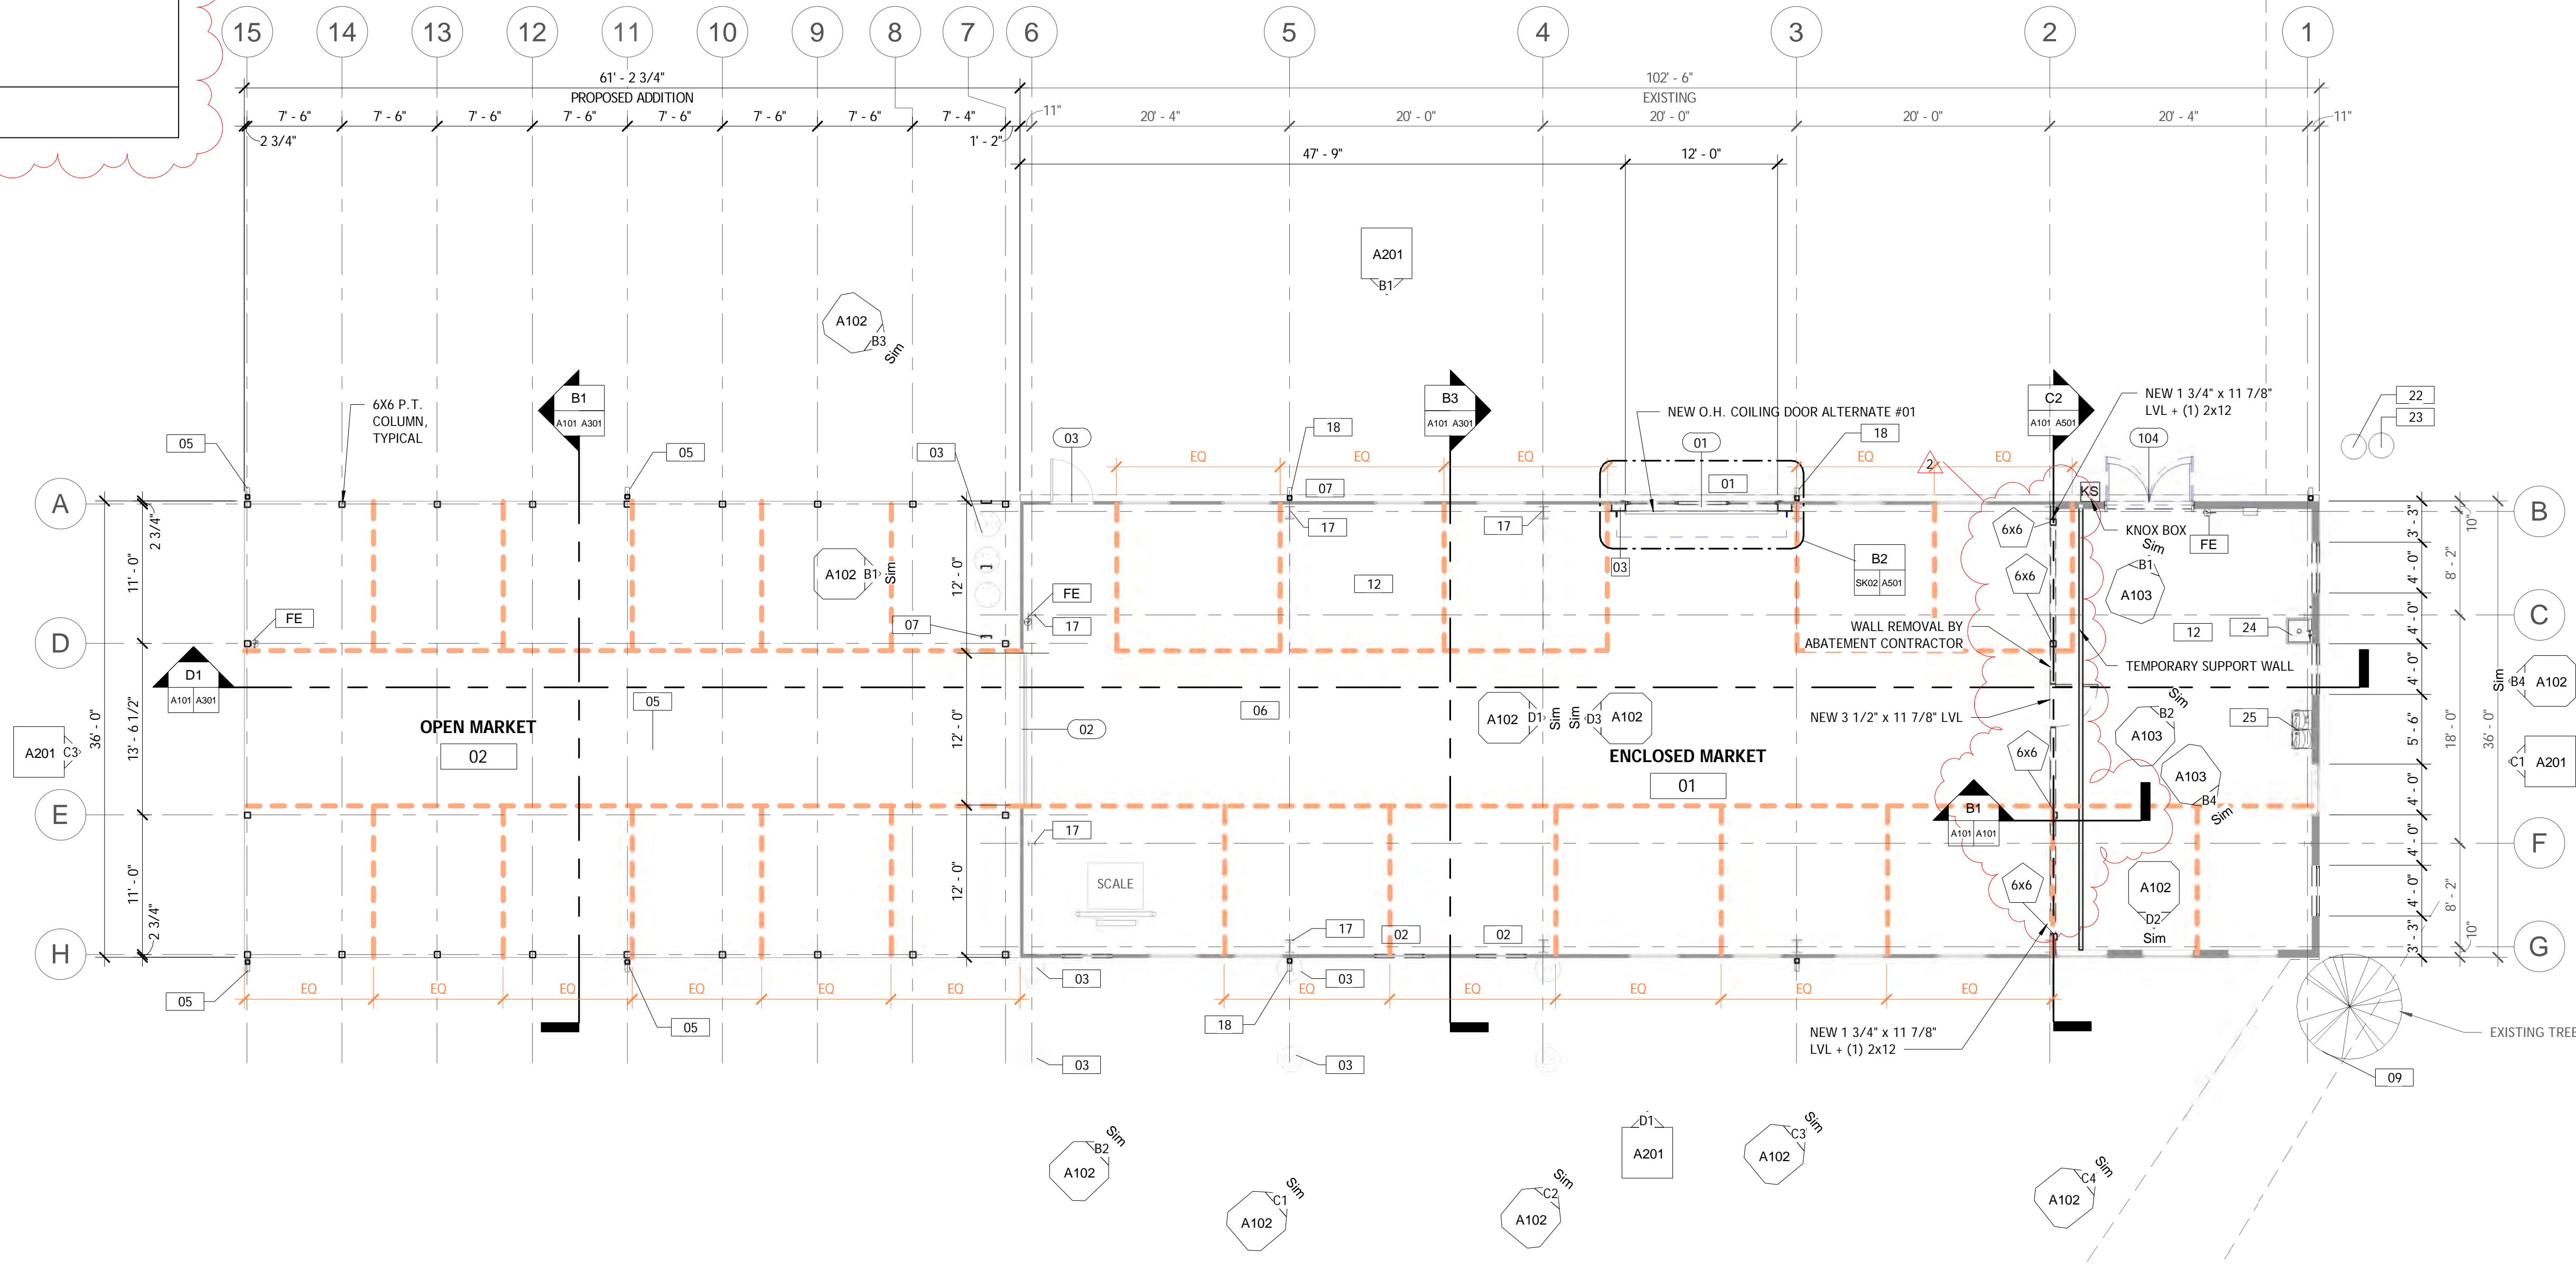 15
14
13
12
11
10
9
8
7
6
5
4
3
2
1
61' - 2 3/4"
PROPOSED ADDITION
102' - 6"
EXISTING
7' - 6"
7' - 6"
7' - 6"
7' - 6"
7' - 6"
7' - 6"
7' - 6"
7' - 4"
11"
20' - 4"
20' - 0"
20' - 0"
20' - 0"
20' - 4"
11"
2 3/4"
1' - 2"
47' - 9"
12' - 0"
A201
B1
A102
B3
Sim
6X6 P.T.
COLUMN,
TYPICAL
B1
A101 A301
B3
A101 A301
C2
A101 A501
NEW 1 3/4" x 11 7/8"
LVL + (1) 2x12
22
23
NEW O.H. COILING DOOR ALTERNATE #01
05
05
03
03
18
01
18
104
EQ
EQ
EQ
EQ
EQ
2
A
B
07
01
KS
17
17
6x6
KNOX BOX
FE
2 3/4"
11' - 0"
12' - 0"
3' - 3"
10"
4' - 0"
8' - 2"
A102
B1
Sim
12
03
B2
SK02 A501
6x6
Sim
B1
A103
FE
FE
17
07
C
4' - 0"
D
WALL REMOVAL BY
ABATEMENT CONTRACTOR
12
24
TEMPORARY SUPPORT WALL
4' - 0"
D1
A101 A301
Sim
B4
A102
05
06
A102
D1
Sim
Sim
D3
A102
NEW 3 1/2" x 11 7/8" LVL
Sim
B2
A103
25
5' - 6"
18' - 0"
36' - 0"
OPEN MARKET
02
02
ENCLOSED MARKET
01
6x6
A201
C3
36' - 0"
13' - 6 1/2"
12' - 0"
A103
B4
Sim
C1
A201
4' - 0"
E
B1
A101 A101
17
F
4' - 0"
11' - 0"
12' - 0"
SCALE
6x6
A102
D2
Sim
4' - 0"
8' - 2"
2 3/4"
17
02
02
3' - 3"
10"
H
G
03
03
05
EQ
EQ
EQ
EQ
EQ
EQ
EQ
EQ
EQ
EQ
EQ
05
18
NEW 1 3/4" x 11 7/8"
LVL + (1) 2x12
EXISTING TREE
03
03
09
B2
Sim
A102
C1
Sim
A102
C2
Sim
A102
D1
A201
C3
Sim
A102
C4
Sim
A102